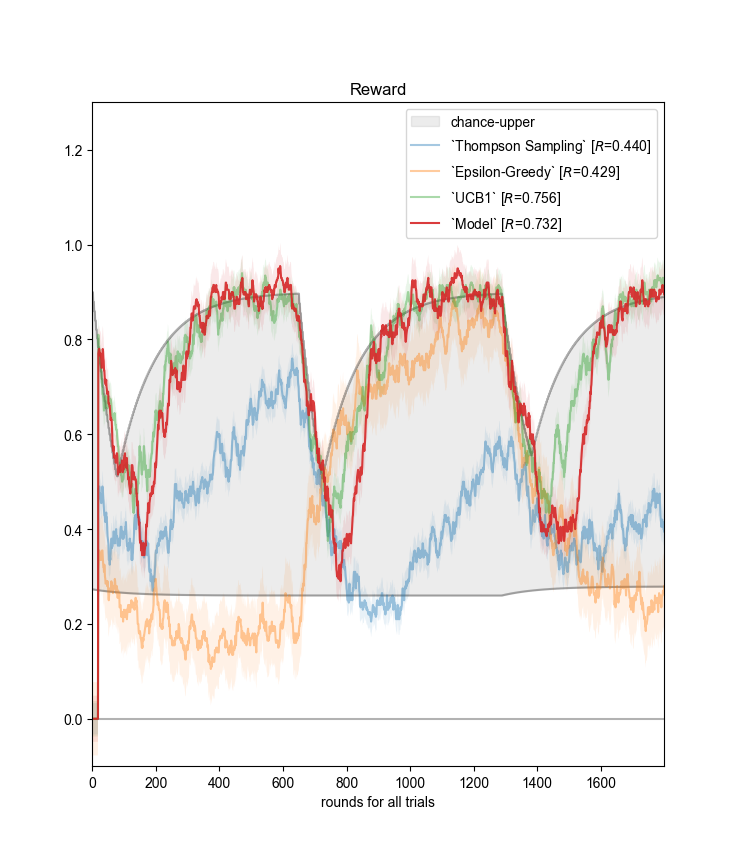 Reward
chance-upper
`Thompson Sampling` [R=0.440]
`Epsilon-Greedy` [R=0.429]
`UCB1` [R=0.756]
`Model` [R=0.732]
1.2
1.0
0.8
0.6
0.4
0.2
0.0
0 200 400 600 800 1000 1200 1400 1600
rounds for all trials